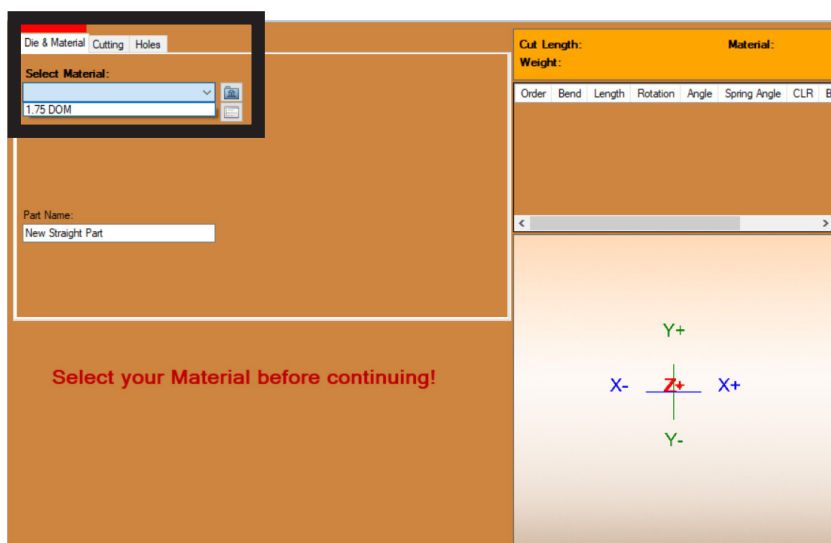 Die & Material Cutting Holes
Select Material:
1.75 DOM
Part Name:
New Straight Part
Select your Material before continuing!
Cut Length: Material:
Weight:
Order Bend Length Rotation Angle Spring Angle CLR B
Y+
X- Z+ X+
Y-